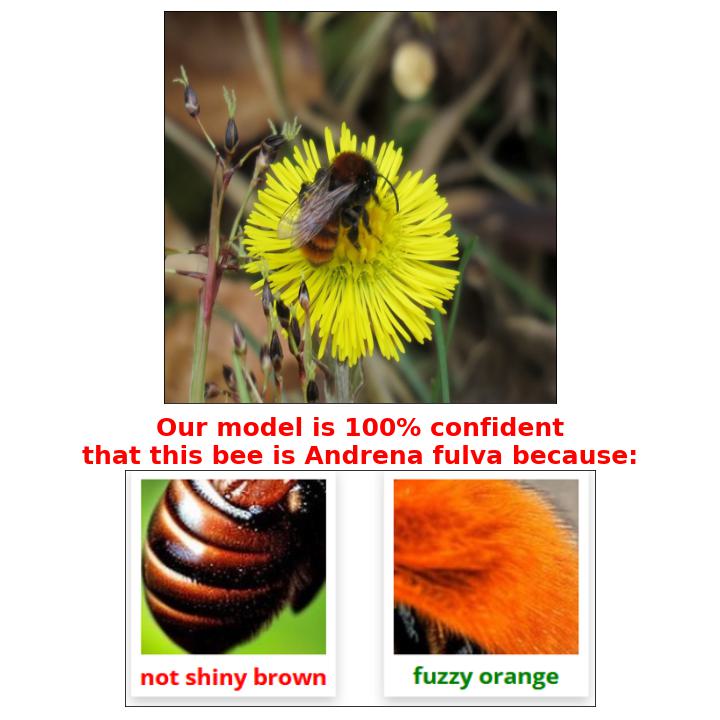 Our model is 100% confident
that this bee is Andrena fulva because:
not shiny brown
fuzzy orange